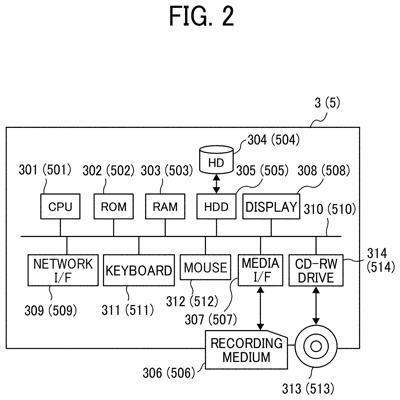 FIG. 2
3 (5)
304 (504)
HD
301 (501) 302 (502) 303 (503) 305 (505) 308 (508)
CPU ROM RAM HDD DISPLAY
310 (510)
NETWORK I/F
KEYBOARD
MOUSE
MEDIA I/F
CD-RW DRIVE
314 (514)
309 (509)
311 (511)
312 (512)
307 (507)
RECORDING MEDIUM
306 (506)
313 (513)